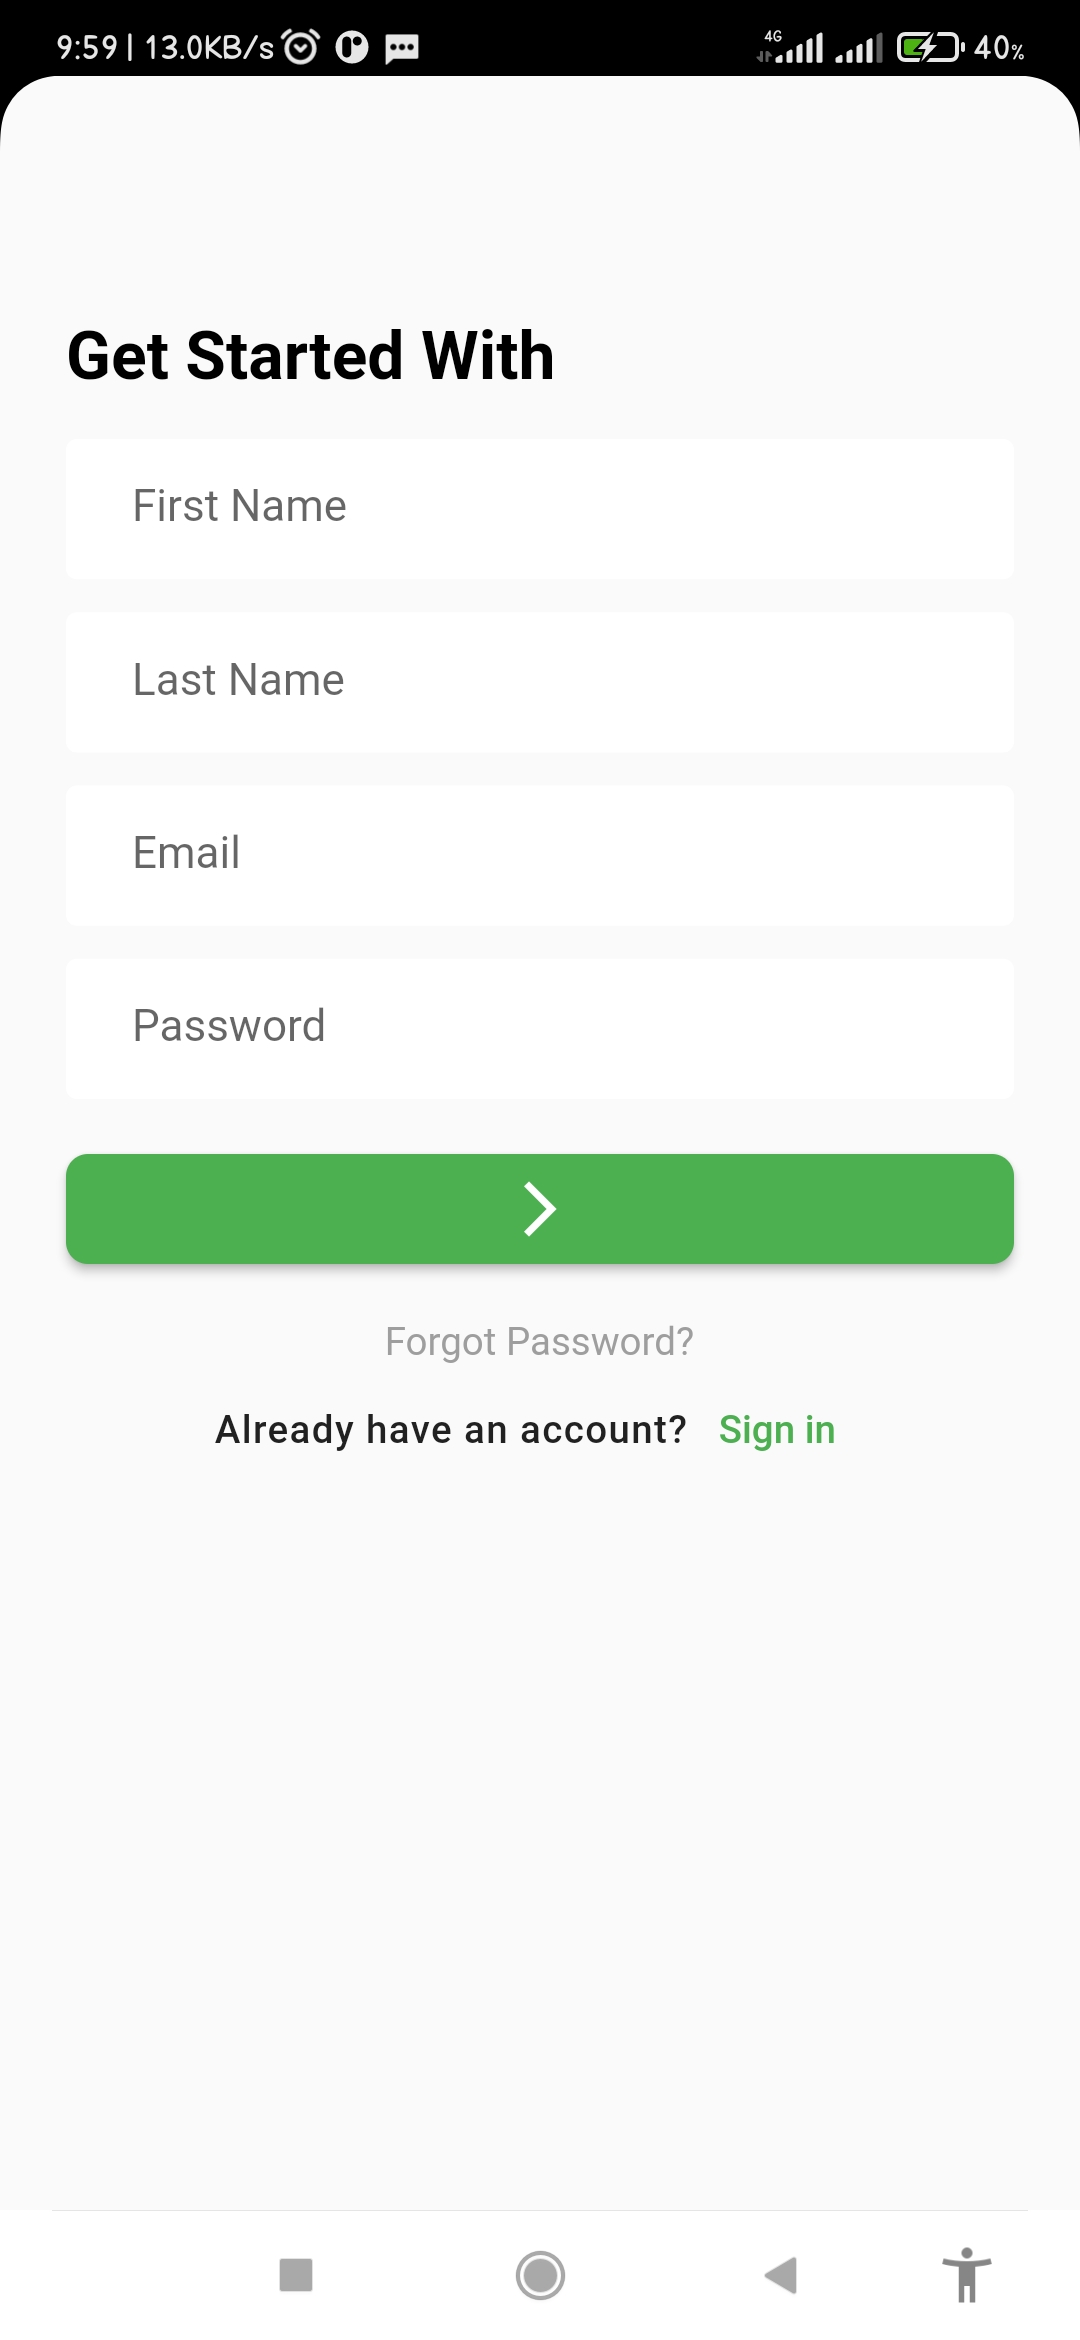 9:59 | 13.0KB/s 4G 40%
Get Started With
First Name
Last Name
Email
Password
Forgot Password?
Already have an account? Sign in